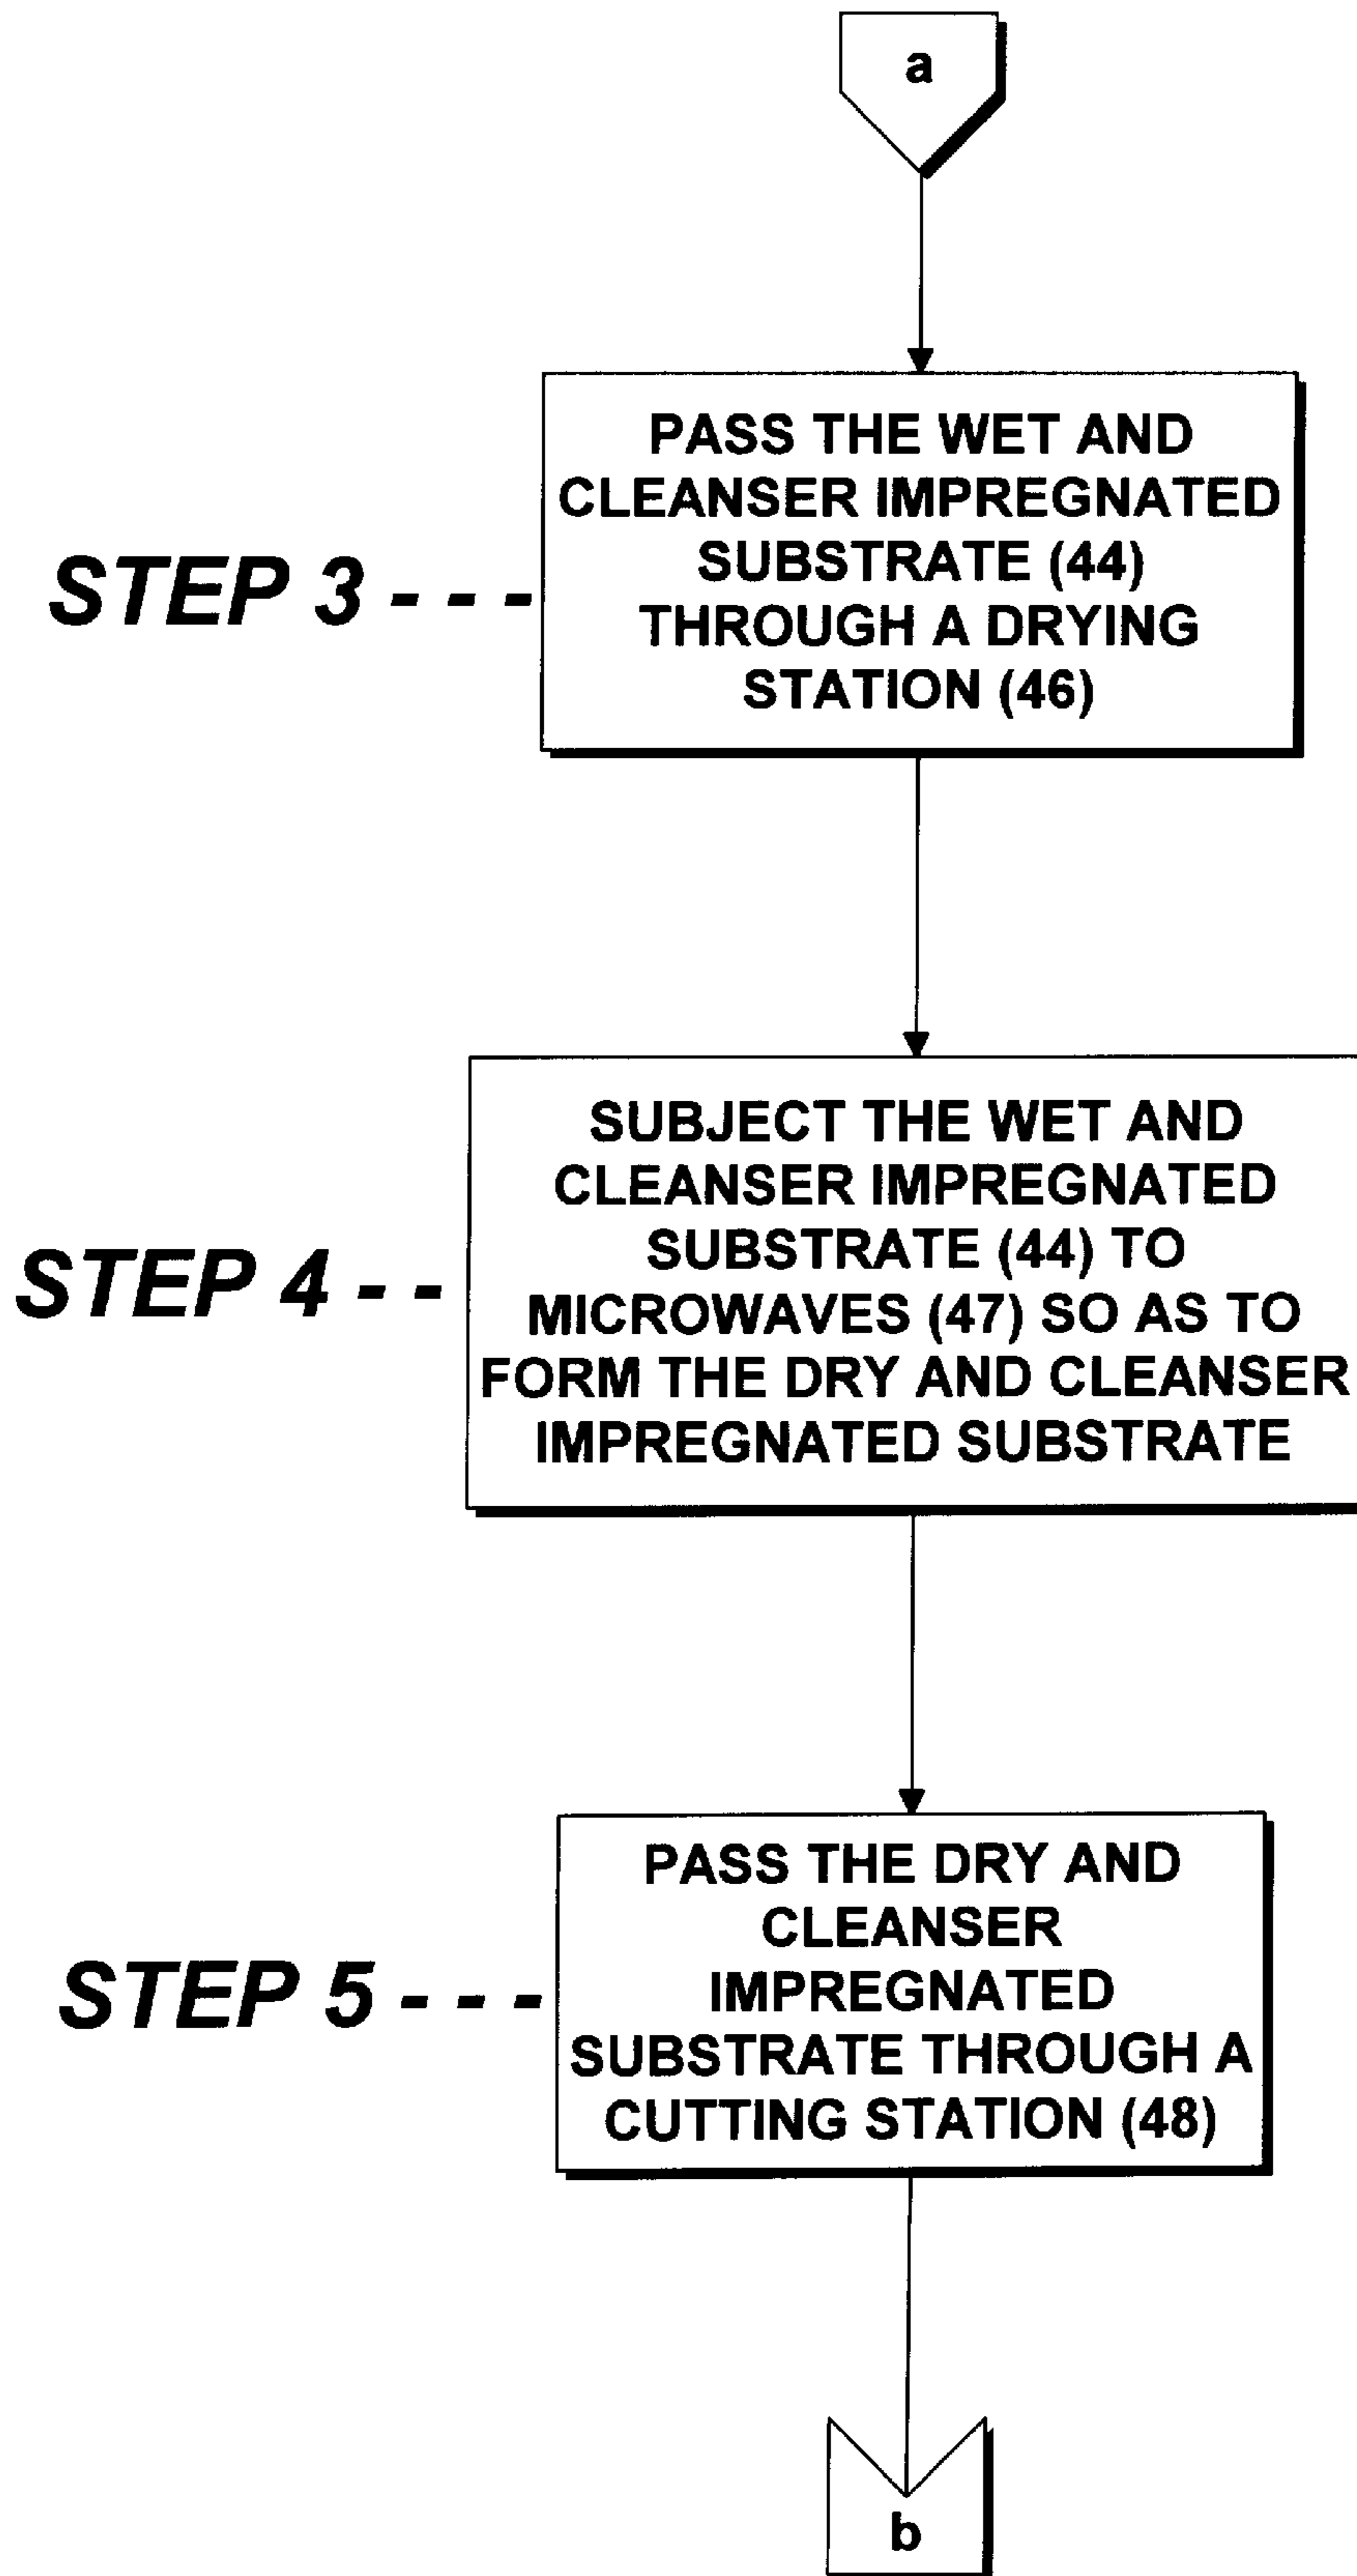 a
PASS THE WET AND
CLEANSER IMPREGNATED
SUBSTRATE (44)
STEP 3 - - -
THROUGH A DRYING
STATION (46)
SUBJECT THE WET AND
CLEANSER IMPREGNATED
SUBSTRATE (44) TO
STEP 4 - -
MICROWAVES (47) SO AS TO
FORM THE DRY AND CLEANSER
IMPREGNATED SUBSTRATE
PASS THE DRY AND
CLEANSER
IMPREGNATED
STEP 5 - - -
SUBSTRATE THROUGH A
CUTTING STATION (48)
b